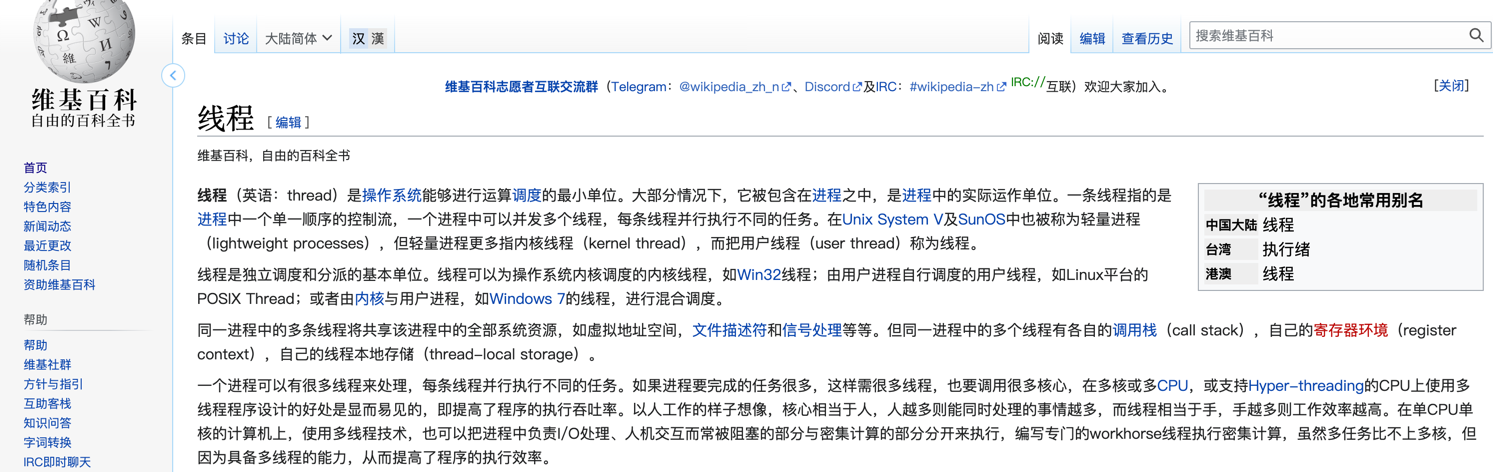 维基百科
自由的百科全书
首页
分类索引
特色内容
新闻动态
最近更改
随机条目
资助维基百科
帮助
帮助
维基社群
方针与指引
互助客栈
知识问答
字词转换
IRC即时聊天
条目 讨论 大陆简体 汉 漢 阅读 编辑 查看历史 搜索维基百科
维基百科志愿者互联交流群（Telegram：@wikipedia_zh_n、Discord及IRC：#wikipedia-zh IRC://互联）欢迎大家加入。 [关闭]
线程 [ 编辑 ]
维基百科，自由的百科全书
线程（英语：thread）是操作系统能够进行运算调度的最小单位。大部分情况下，它被包含在进程之中，是进程中的实际运作单位。一条线程指的是
进程中一个单一顺序的控制流，一个进程中可以并发多个线程，每条线程并行执行不同的任务。在Unix System V及SunOS中也被称为轻量进程
（lightweight processes），但轻量进程更多指内核线程（kernel thread），而把用户线程（user thread）称为线程。
“线程”的各地常用别名
中国大陆 线程
台湾 执行绪
港澳 线程
线程是独立调度和分派的基本单位。线程可以为操作系统内核调度的内核线程，如Win32线程；由用户进程自行调度的用户线程，如Linux平台的
POSIX Thread；或者由内核与用户进程，如Windows 7的线程，进行混合调度。
同一进程中的多条线程将共享该进程中的全部系统资源，如虚拟地址空间，文件描述符和信号处理等等。但同一进程中的多个线程有各自的调用栈（call stack），自己的寄存器环境（register
context），自己的线程本地存储（thread-local storage）。
一个进程可以有很多线程来处理，每条线程并行执行不同的任务。如果进程要完成的任务很多，这样需很多线程，也要调用很多核心，在多核或多CPU，或支持Hyper-threading的CPU上使用多
线程程序设计的好处是显而易见的，即提高了程序的执行吞吐率。以人工作的样子想像，核心相当于人，人越多则能同时处理的事情越多，而线程相当于手，手越多则工作效率越高。在单CPU单
核的计算机上，使用多线程技术，也可以把进程中负责I/O处理、人机交互而常被阻塞的部分与密集计算的部分分开来执行，编写专门的workhorse线程执行密集计算，虽然多任务比不上多核，但
因为具备多线程的能力，从而提高了程序的执行效率。